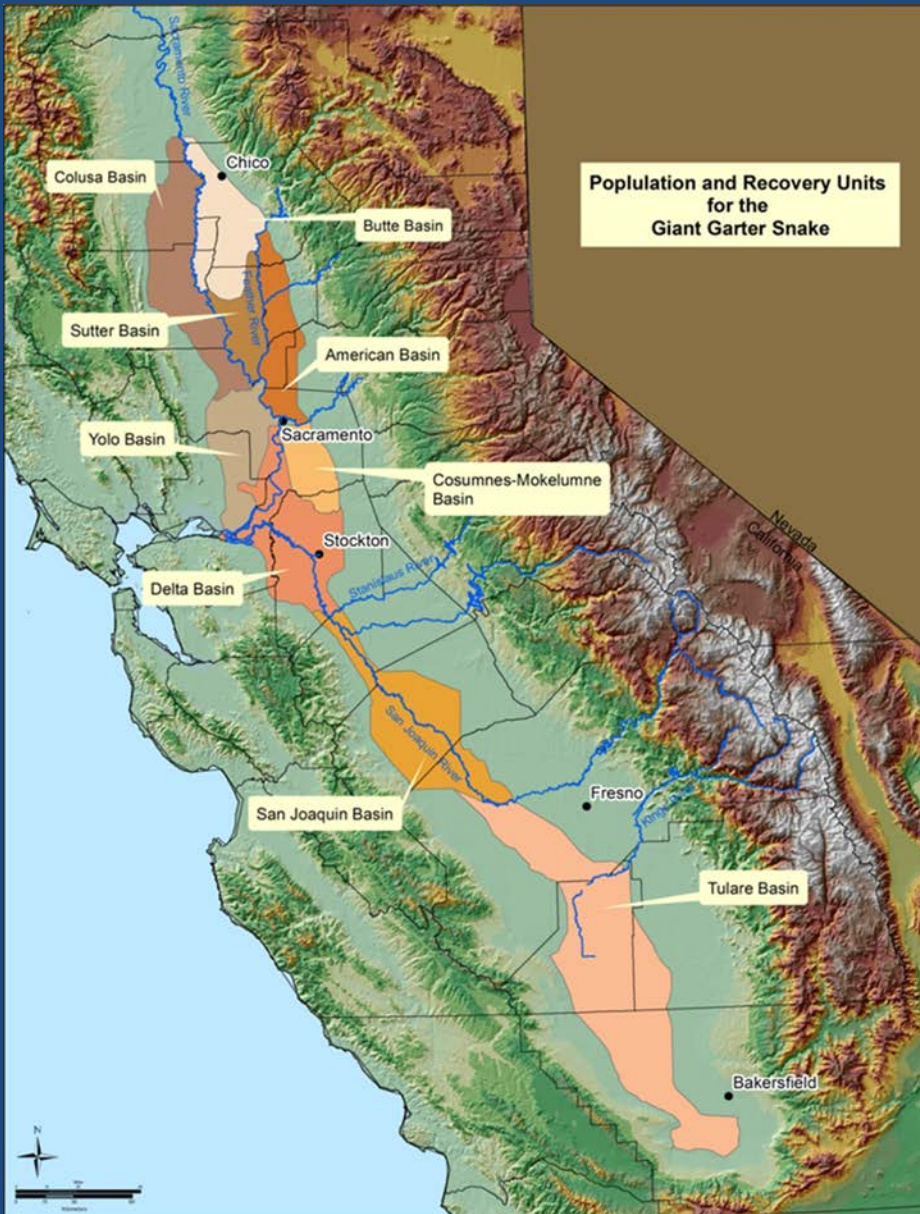 Sacramento River
Chico
Colusa Basin
Poplulation and Recovery Units
for the
Giant Garter Snake
Butte Basin
Feather River
Sutter Basin
American Basin
Sacramento
Yolo Basin
Cosumnes-Mokelumne
Basin
Nevada
California
Stockton
Stanislaus River
Delta Basin
San Joaquin River
Fresno
San Joaquin Basin
Tulare Basin
Bakersfield
N